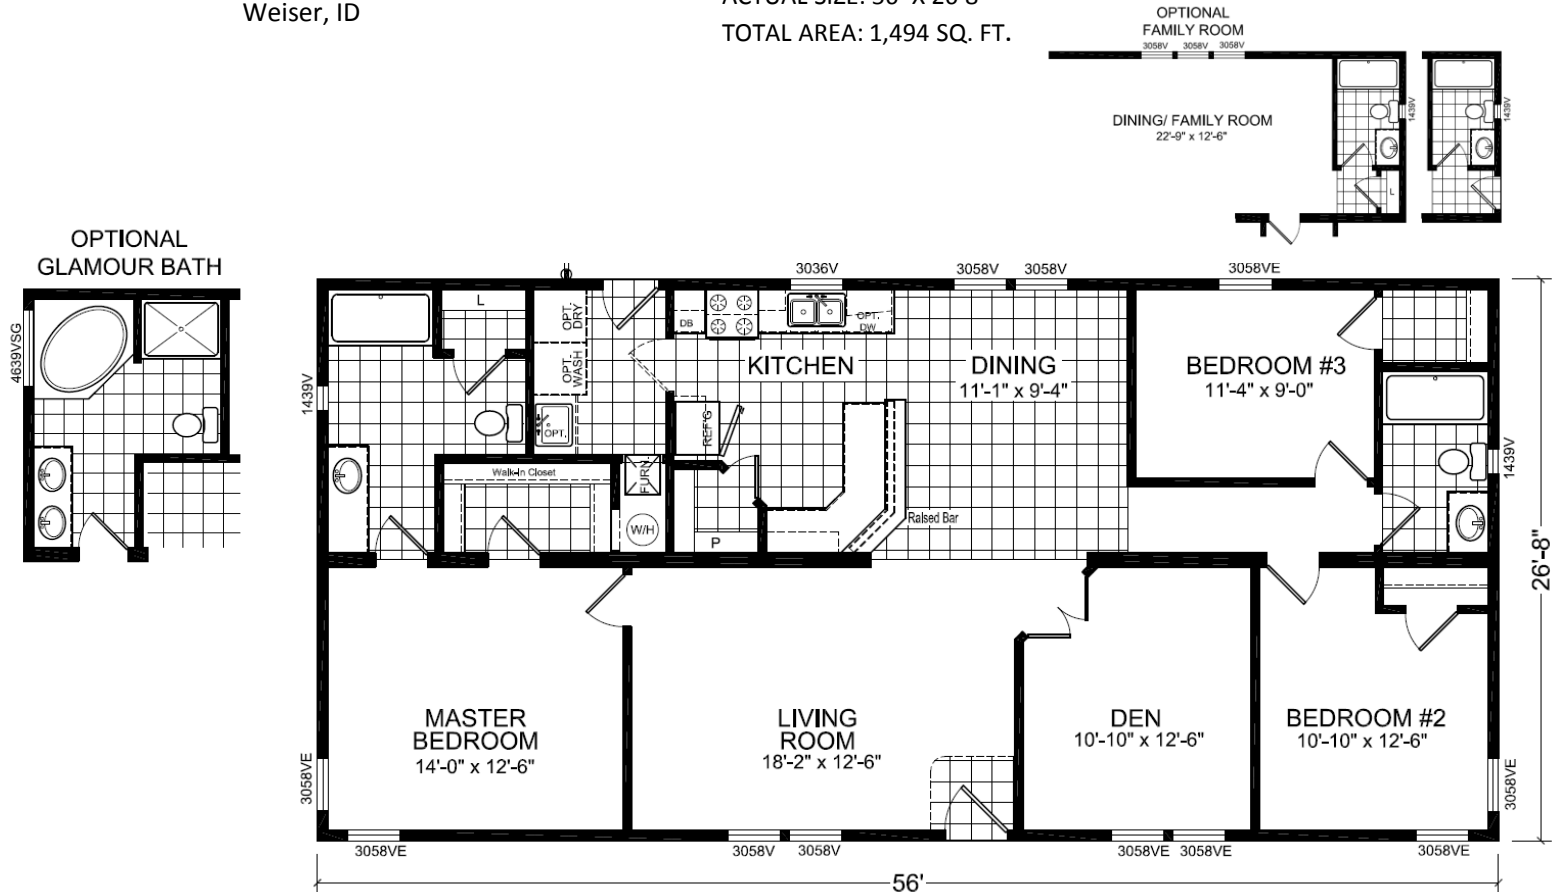 Weiser, ID
TOTAL AREA: 1,494 SQ. FT.
OPTIONAL
FAMILY ROOM
3058V 3058V 3058V
DINING/ FAMILY ROOM
22'-9" x 12'-6"
1439V
1439V
L
OPTIONAL
GLAMOUR BATH
4639VSG
3036V
3058V
3058V
3058VE
L
OPT.
DRY
OPT.
WASH
OPT.
DB
OPT.
DW
KITCHEN
DINING
11'-1" x 9'-4"
BEDROOM #3
11'-4" x 9'-0"
1439V
REF'G
1439V
Walk-In Closet
FURN
W/H
P
Raised Bar
26'-8"
MASTER
BEDROOM
14'-0" x 12'-6"
LIVING
ROOM
18'-2" x 12'-6"
DEN
10'-10" x 12'-6"
BEDROOM #2
10'-10" x 12'-6"
3058VE
3058VE
3058VE
3058V
3058V
3058VE
3058VE
3058VE
56'